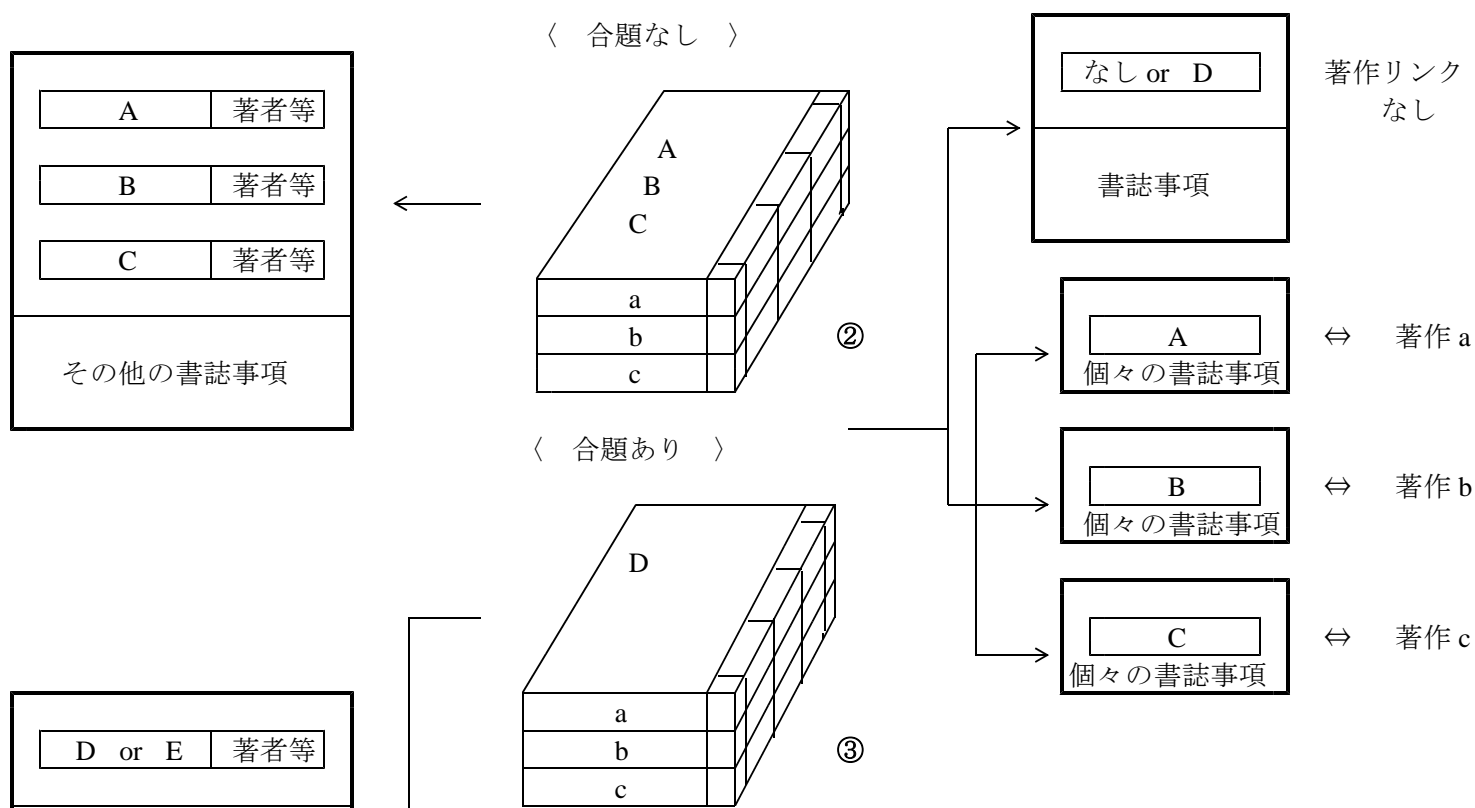 〈　合題なし　〉
A　著者等
B　著者等
C　著者等
その他の書誌事項
A
B
C
a
b
c
②
なし or D
書誌事項
著作リンク
なし
A
個々の書誌事項
⇔　著作 a
B
個々の書誌事項
⇔　著作 b
C
個々の書誌事項
⇔　著作 c
〈　合題あり　〉
D
a
b
c
③
D or E　著者等